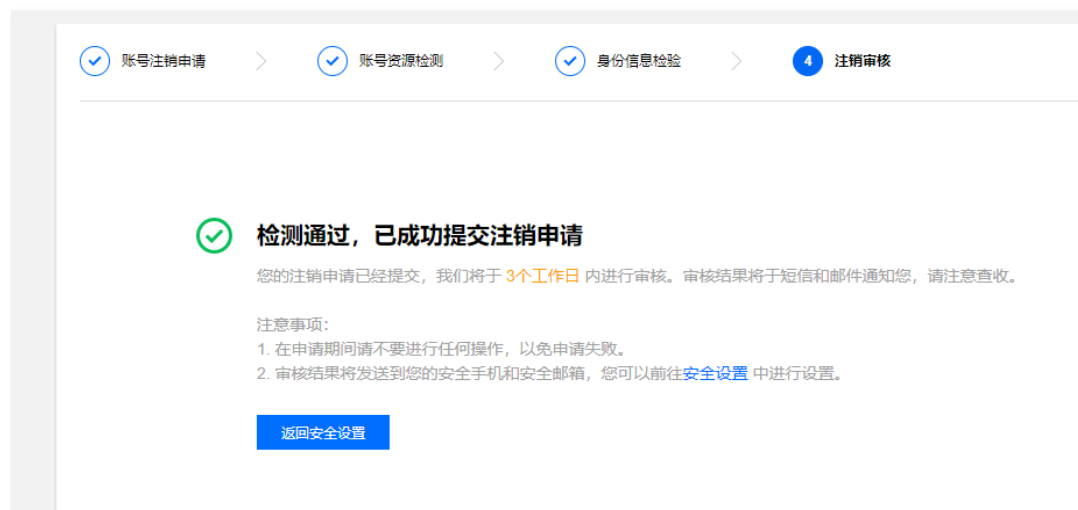 账号注销申请
账号资源检测
身份信息检验
4 注销审核
检测通过，已成功提交注销申请
您的注销申请已经提交，我们将于 3个工作日 内进行审核。审核结果将于短信和邮件通知您，请注意查收。
注意事项：
1. 在申请期间请不要进行任何操作，以免申请失败。
2. 审核结果将发送到您的安全手机和安全邮箱，您可以前往安全设置 中进行设置。
返回安全设置